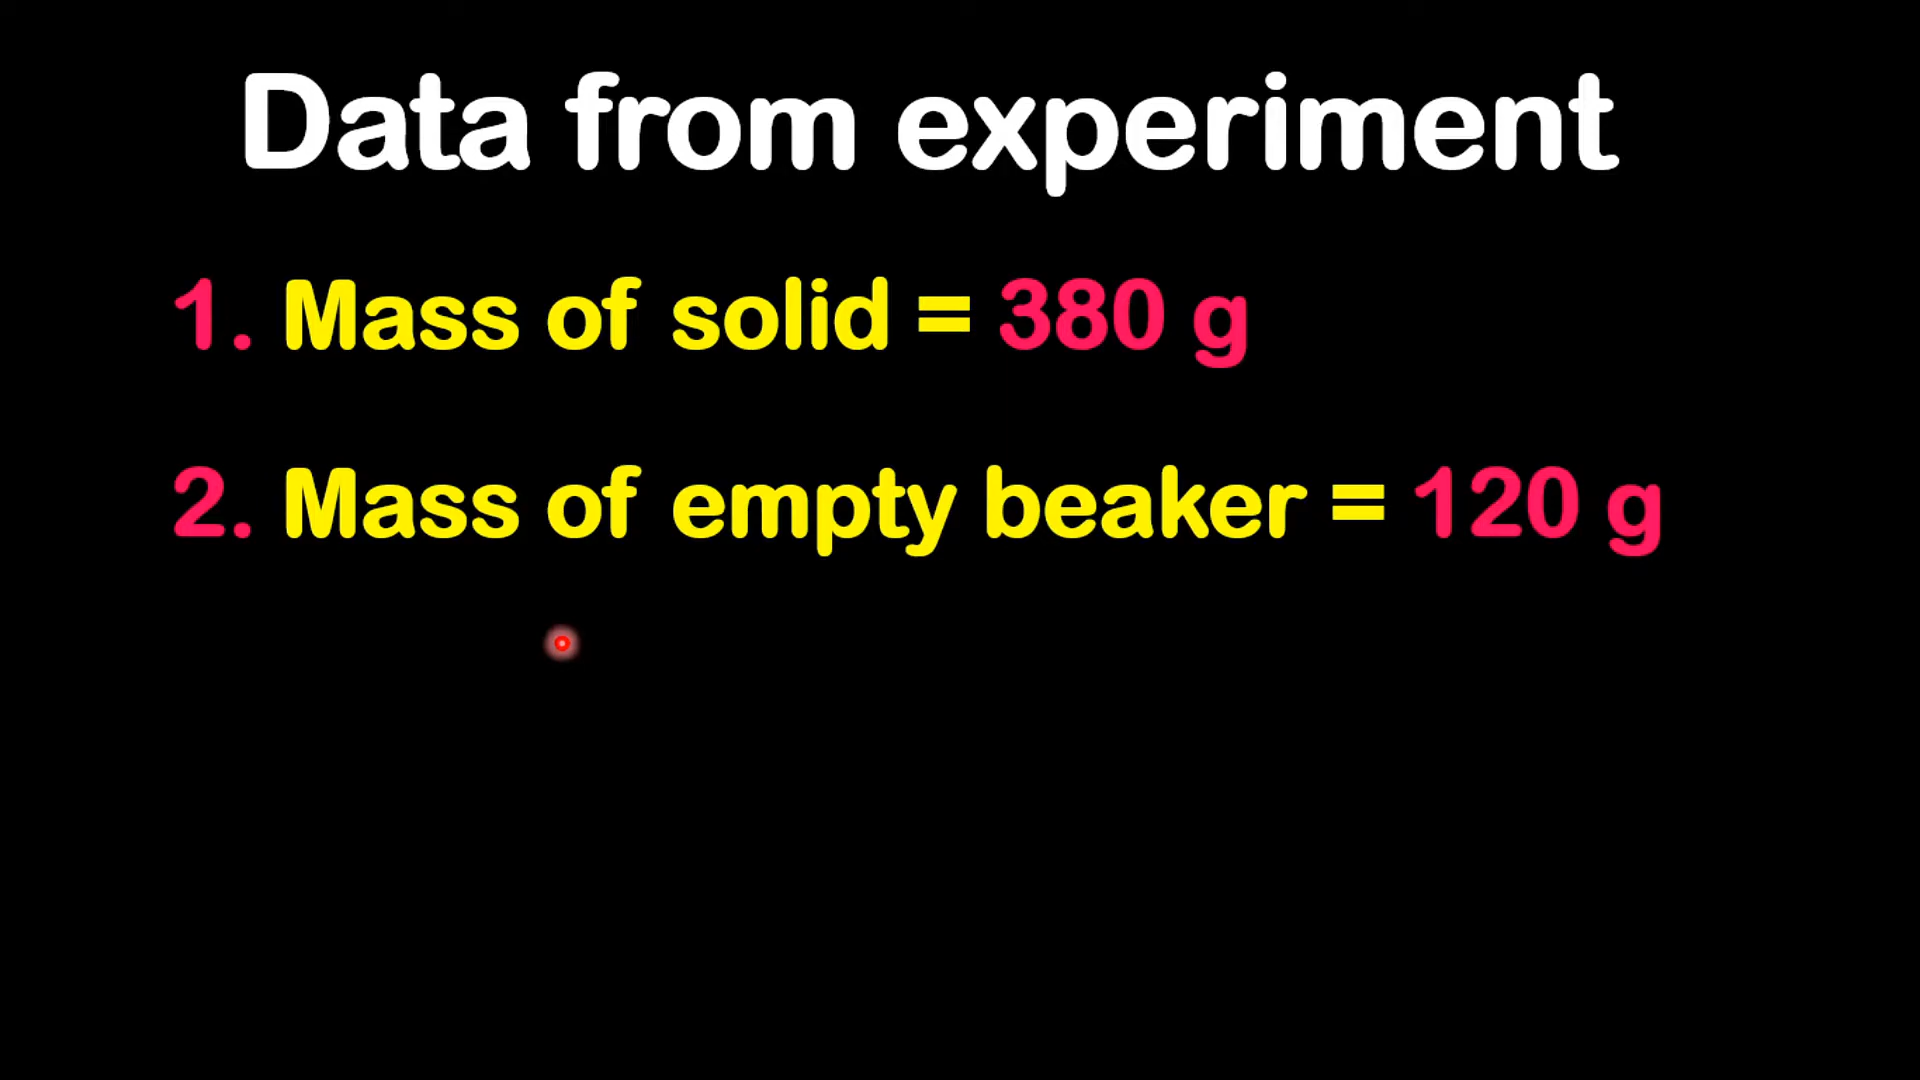 Data from experiment
1. Mass of solid = 380 g
2. Mass of empty beaker = 120 g